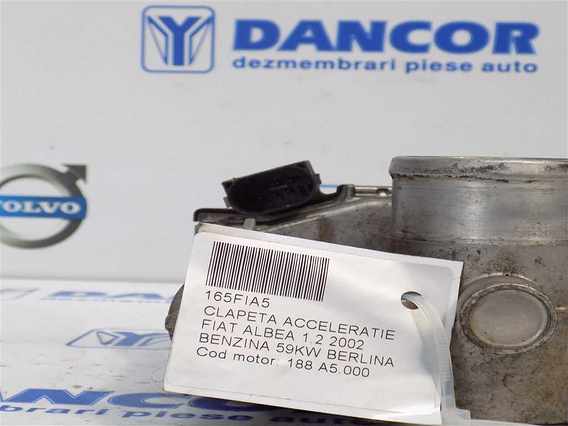 DANCOR
dezmembrari piese auto
VOLVO
165FIA5
CLAPETA ACCELERATIE
FIAT ALBEA 1.2 2002
BENZINA 59KW BERLINA
Cod motor: 188 A5.000